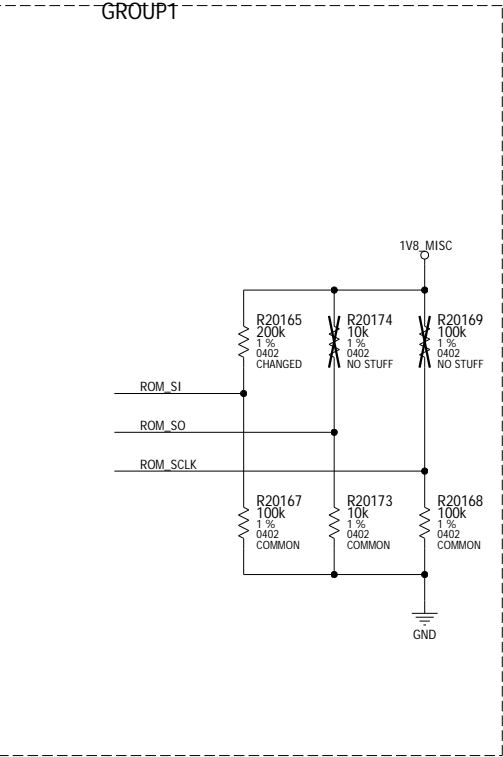 GROUP1
1V8_MISC
R20165
200k
1 %
0402
CHANGED
R20174
10k
1 %
0402
NO STUFF
R20169
100k
1 %
0402
NO STUFF
ROM_SI
ROM_SO
ROM_SCLK
R20167
100k
1 %
0402
COMMON
R20173
10k
1 %
0402
COMMON
R20168
100k
1 %
0402
COMMON
GND